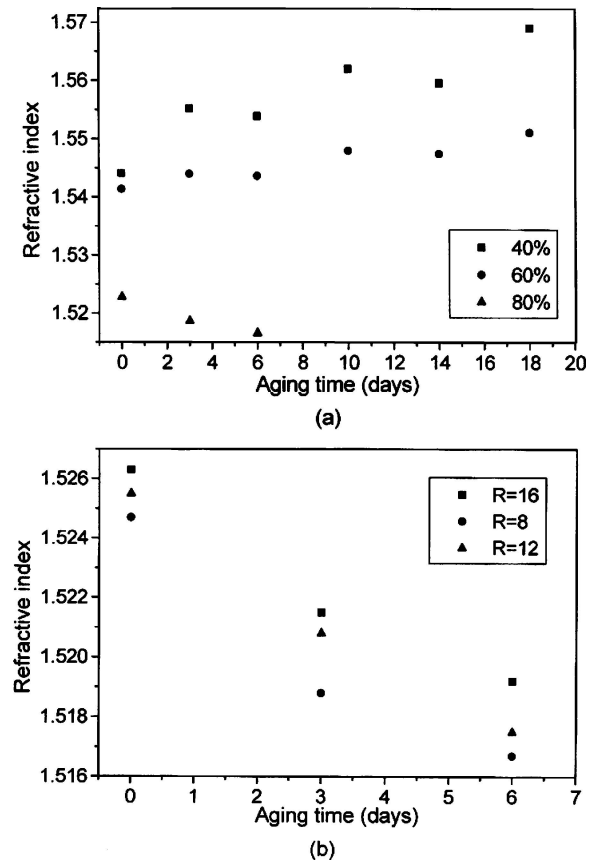 1.57
1.56
1.55
1.54
1.53
1.52
Refractive index
40%
60%
80%
0 2 4 6 8 10 12 14 16 18 20
Aging time (days)
(a)
1.526
1.524
1.522
1.520
1.518
1.516
Refractive index
R=16
R=8
R=12
0 1 2 3 4 5 6 7
Aging time (days)
(b)